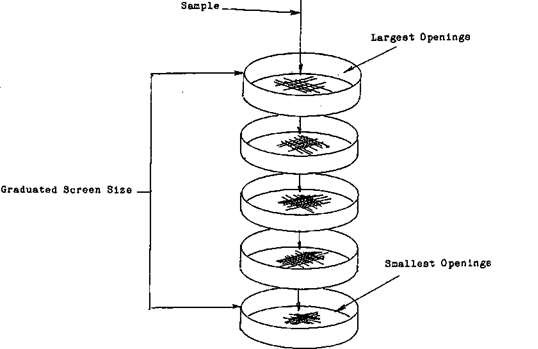 Sample
Largest Openings
Graduated Screen Size
Smallest Openings